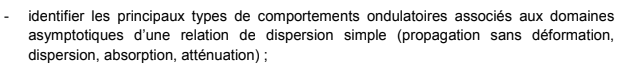 - identifier les principaux types de comportements ondulatoires associés aux domaines
asymptotiques d'une relation de dispersion simple (propagation sans déformation,
dispersion, absorption, atténuation) ;